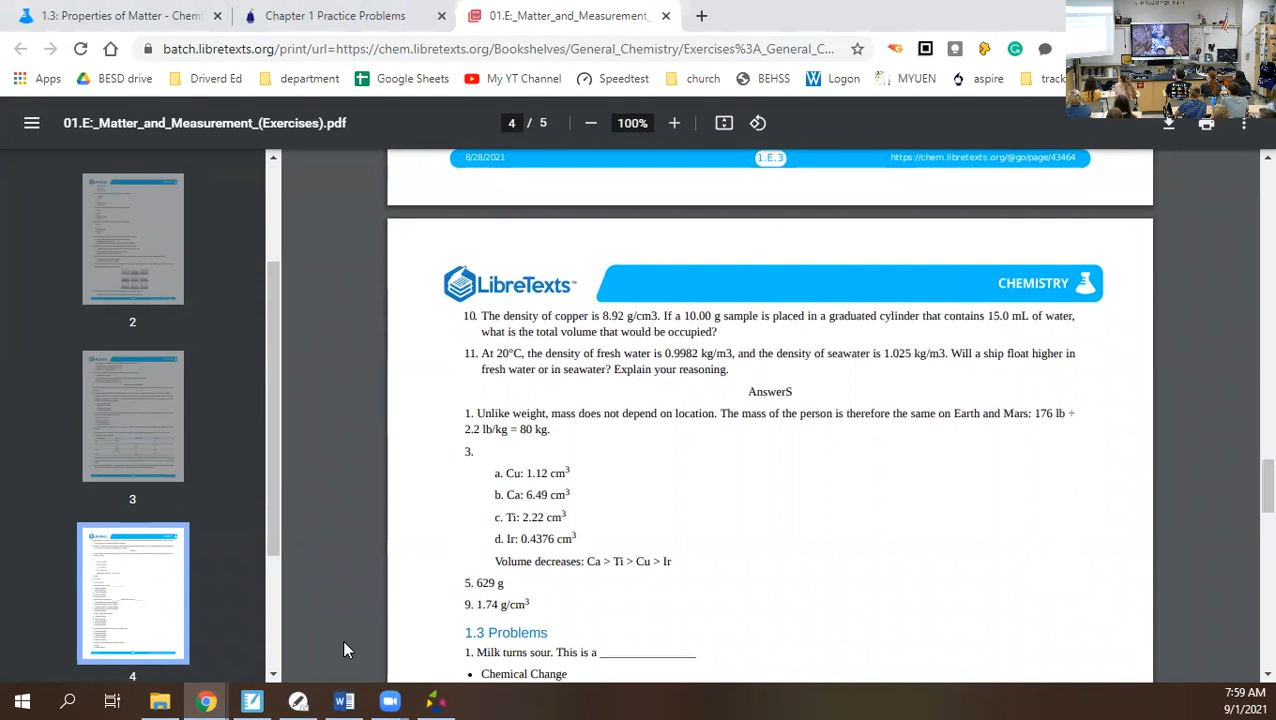 1.3: Properties of Matter - Chem
01.E:_Matter_and_Measurement_
batch.libretexts.org/print/url=https://chem.libretexts.org/Bookshelves/General_Chemistry/Exercises%3A_General_C...
Apps
BESD drive
Driverd Ed
department
My YT Channel
Speedtest
church
BEHSS
Logon
MYUEN
aspire
track
01.E:_Matter_and_Measurement_(Exercises).pdf
4 / 5
100%
8/28/2021
1.E.3
https://chem.libretexts.org/@go/page/43464
LibreTexts™
CHEMISTRY
10. The density of copper is 8.92 g/cm3. If a 10.00 g sample is placed in a graduated cylinder that contains 15.0 mL of water,
what is the total volume that would be occupied?
11. At 20°C, the density of fresh water is 0.9982 kg/m3, and the density of seawater is 1.025 kg/m3. Will a ship float higher in
fresh water or in seawater? Explain your reasoning.
AnswerS
1. Unlike weight, mass does not depend on location. The mass of the person is therefore the same on Earth and Mars: 176 lb ÷
2.2 lb/kg = 80 kg.
3.
a. Cu: 1.12 cm³
b. Ca: 6.49 cm³
c. Ti: 2.22 cm³
d. Ir: 0.4376 cm³
Volume decreases: Ca > Ti > Cu > Ir
5. 629 g
9. 1.74 g/cm³
1.3 Problems
1. Milk turns sour. This is a ________________
• Chemical Change
2
3
4
7:59 AM
9/1/2021